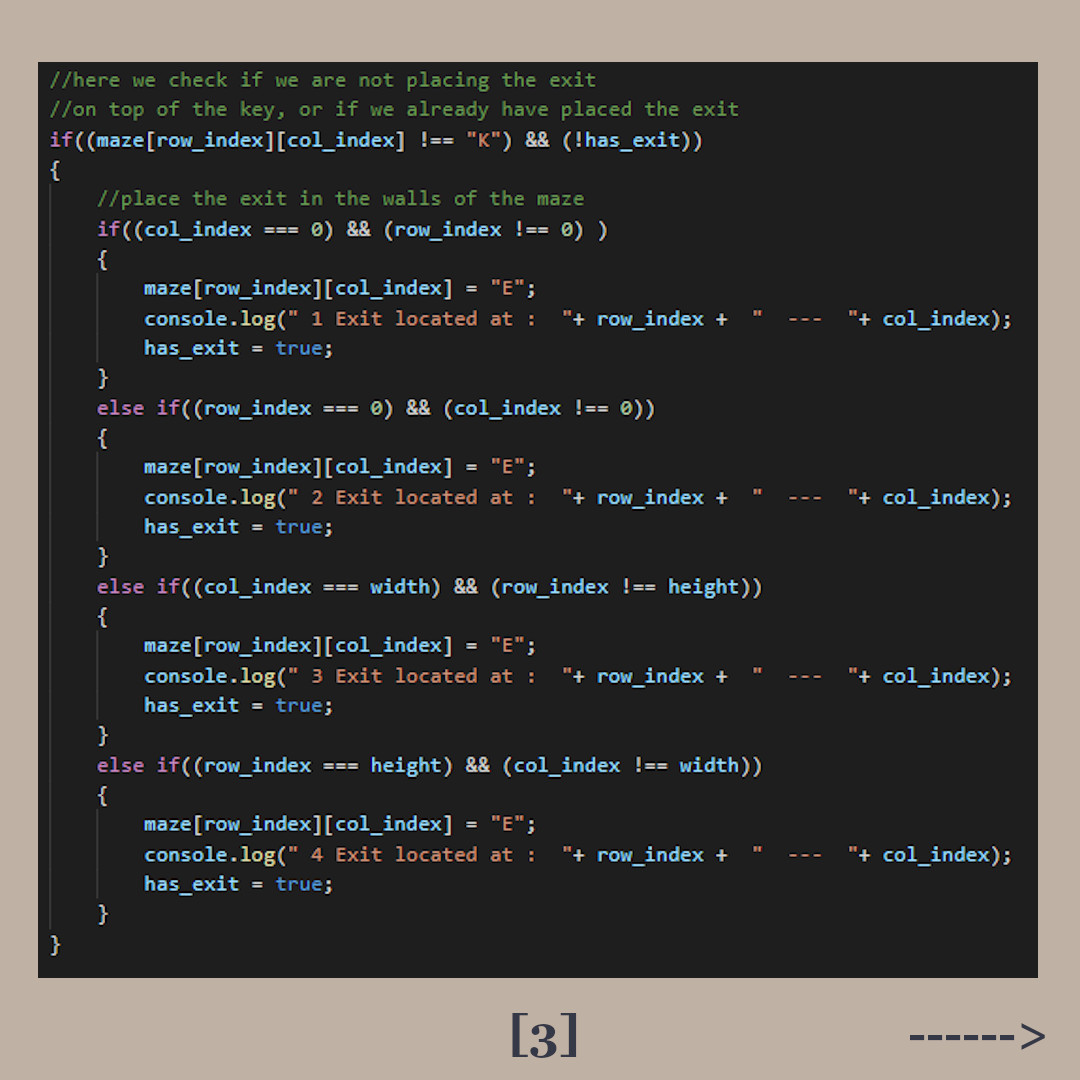 //here we check if we are not placing the exit
//on top of the key, or if we already have placed the exit
if((maze[row_index][col_index] !== "K") && (!has_exit))
{
    //place the exit in the walls of the maze
    if((col_index === 0) && (row_index !== 0) )
    {
        maze[row_index][col_index] = "E";
        console.log(" 1 Exit located at :  "+ row_index +  "  ---  "+ col_index);
        has_exit = true;
    }
    else if((row_index === 0) && (col_index !== 0))
    {
        maze[row_index][col_index] = "E";
        console.log(" 2 Exit located at :  "+ row_index +  "  ---  "+ col_index);
        has_exit = true;
    }
    else if((col_index === width) && (row_index !== height))
    {
        maze[row_index][col_index] = "E";
        console.log(" 3 Exit located at :  "+ row_index +  "  ---  "+ col_index);
        has_exit = true;
    }
    else if((row_index === height) && (col_index !== width))
    {
        maze[row_index][col_index] = "E";
        console.log(" 4 Exit located at :  "+ row_index +  "  ---  "+ col_index);
        has_exit = true;
    }
}
[3]
------>